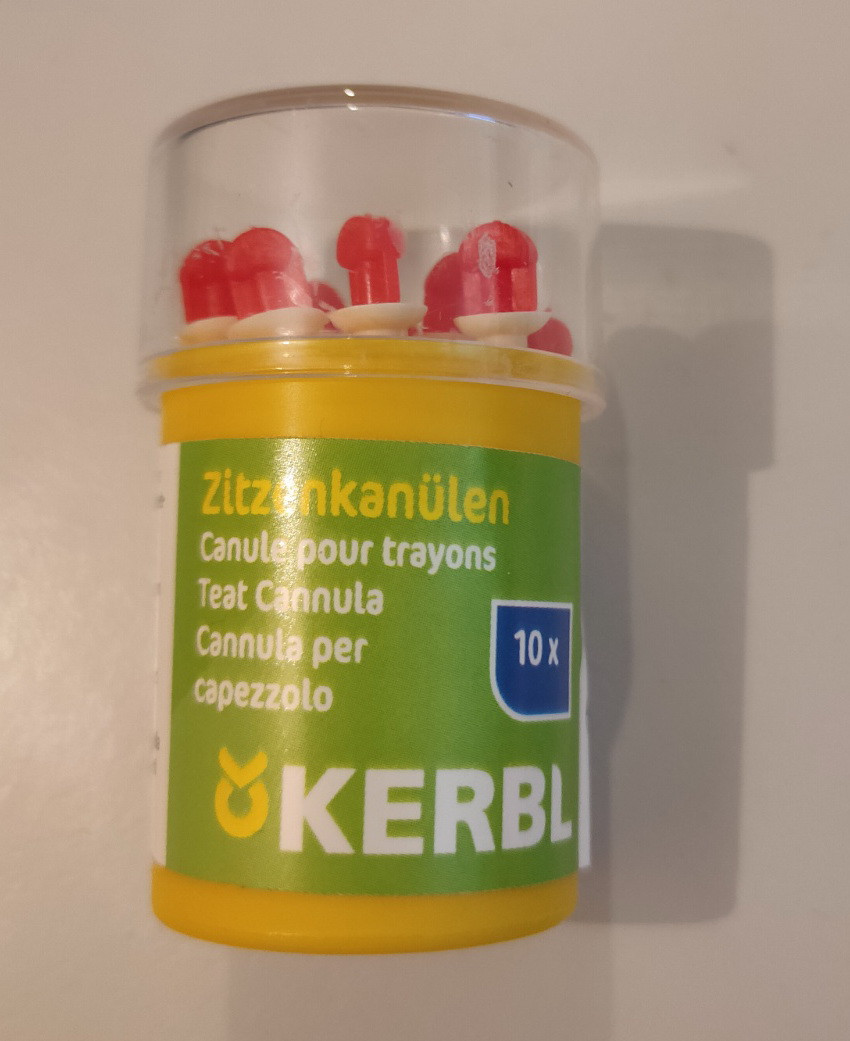 Zitzenkanülen
Canule pour trayons
Teat Cannula
Cannula per
capezzolo
10 x
KERBL